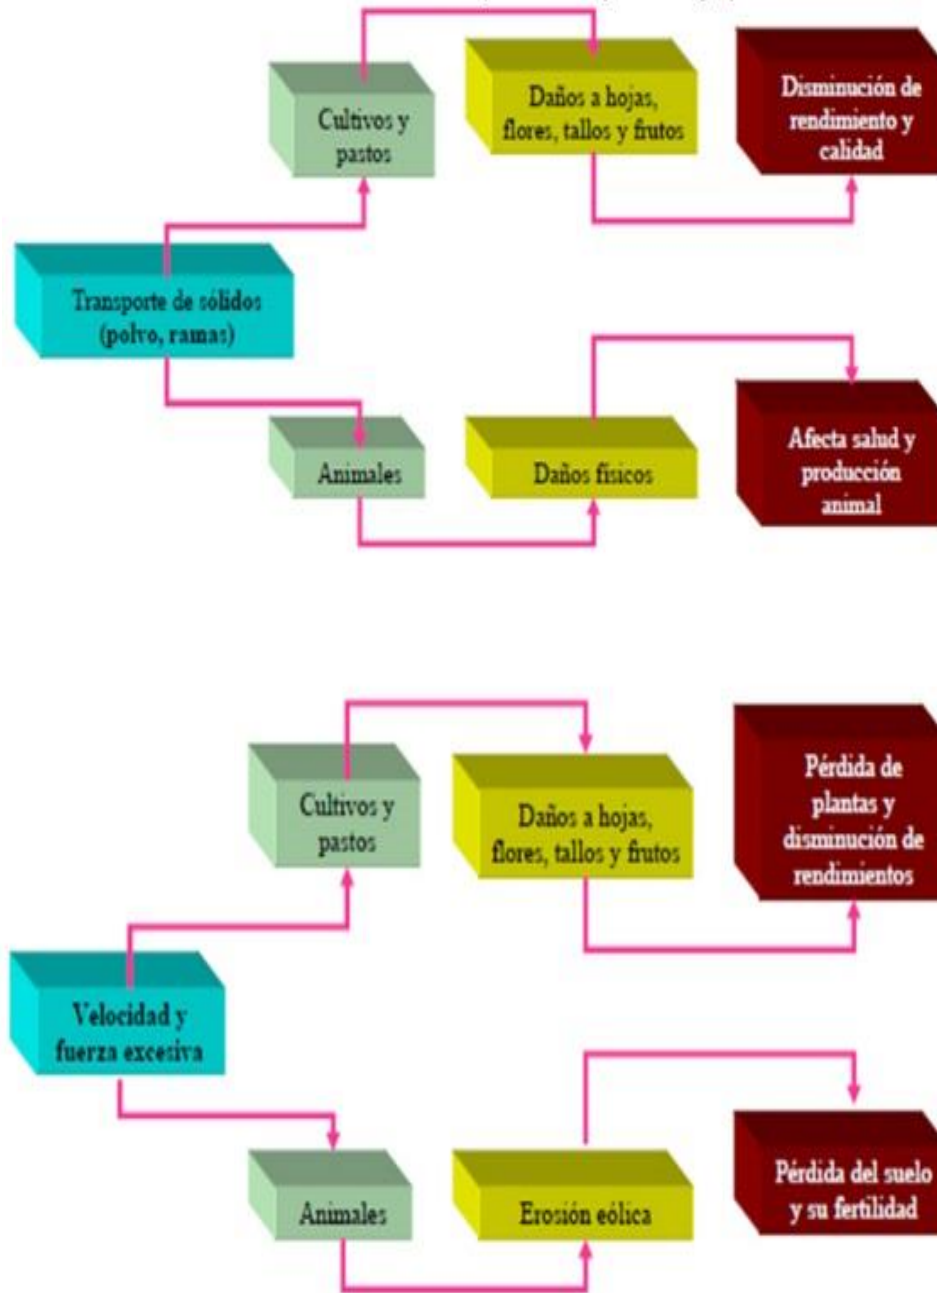 Cultivos y
pastos
Daños a hojas,
flores, tallos y frutos
Disminución de
rendimiento y
calidad
Transporte de sólidos
(polvo, ramas)
Animales
Daños físicos
Afecta salud y
producción
animal
Cultivos y
pastos
Daños a hojas,
flores, tallos y frutos
Pérdida de
plantas y
disminución de
rendimientos
Velocidad y
fuerza excesiva
Animales
Erosión eólica
Pérdida del suelo
y su fertilidad